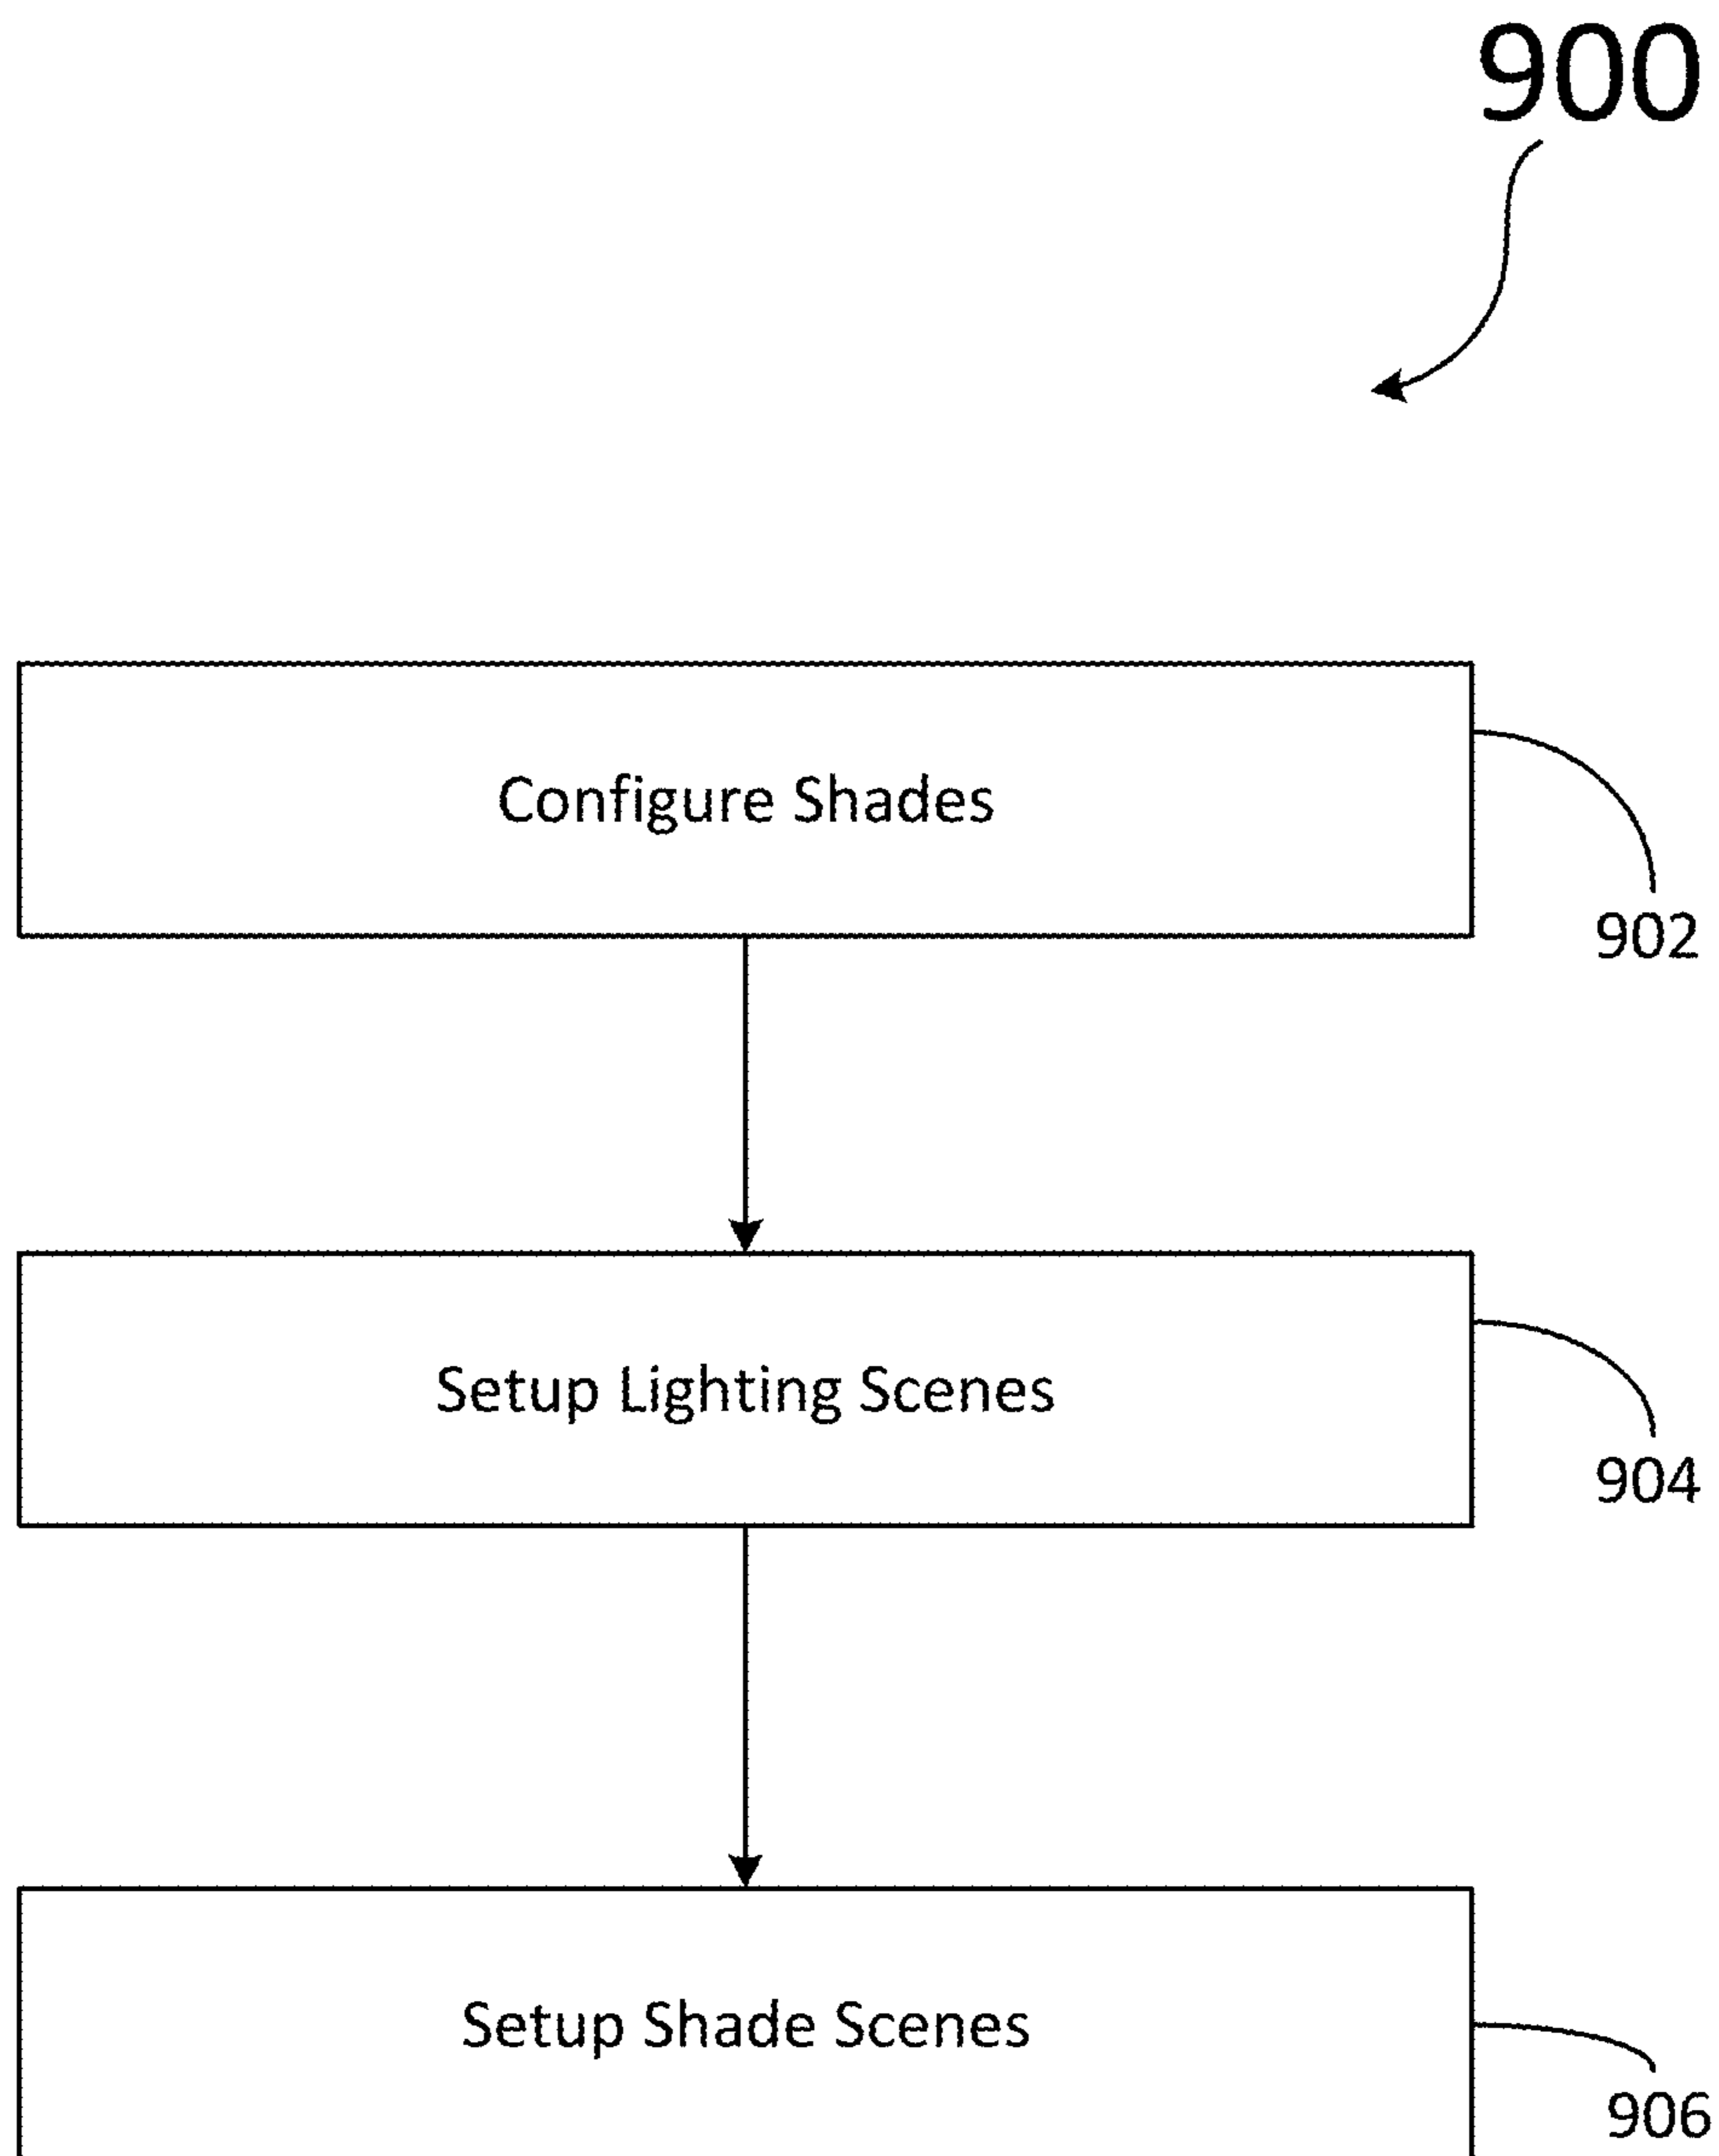 900
Configure Shades
902
Setup Lighting Scenes
904
Setup Shade Scenes
906